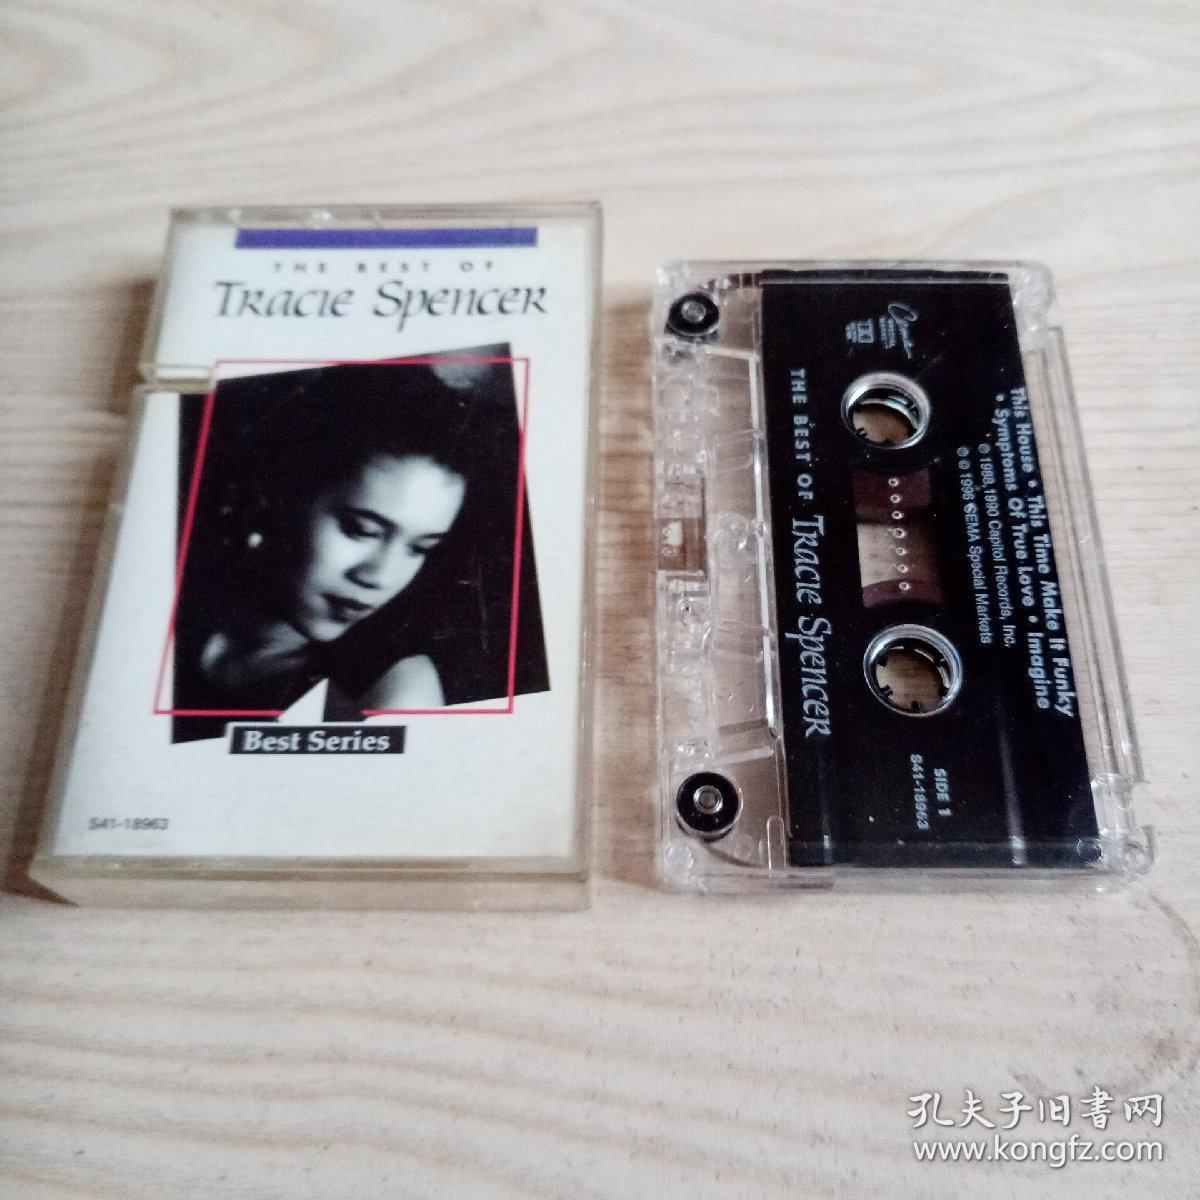 THE BEST OF
TRACIE SPENCER
Best Series
S41-18963
THE BEST OF TRACIE SPENCER
This House • This Time Make It Funky
• Symptoms Of True Love • Imagine
℗ 1988, 1990 Capitol Records, Inc.
℗ © 1996 CEMA Special Markets
SIDE 1
S41-18963
孔夫子旧书网
www.kongfz.com